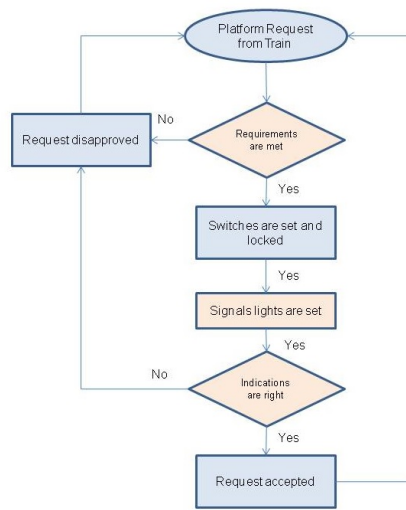 Platform Request
from Train
No
Request disapproved
Requirements
are met
Yes
Switches are set and
locked
Yes
Signals lights are set
Yes
No
Indications
are right
Yes
Request accepted